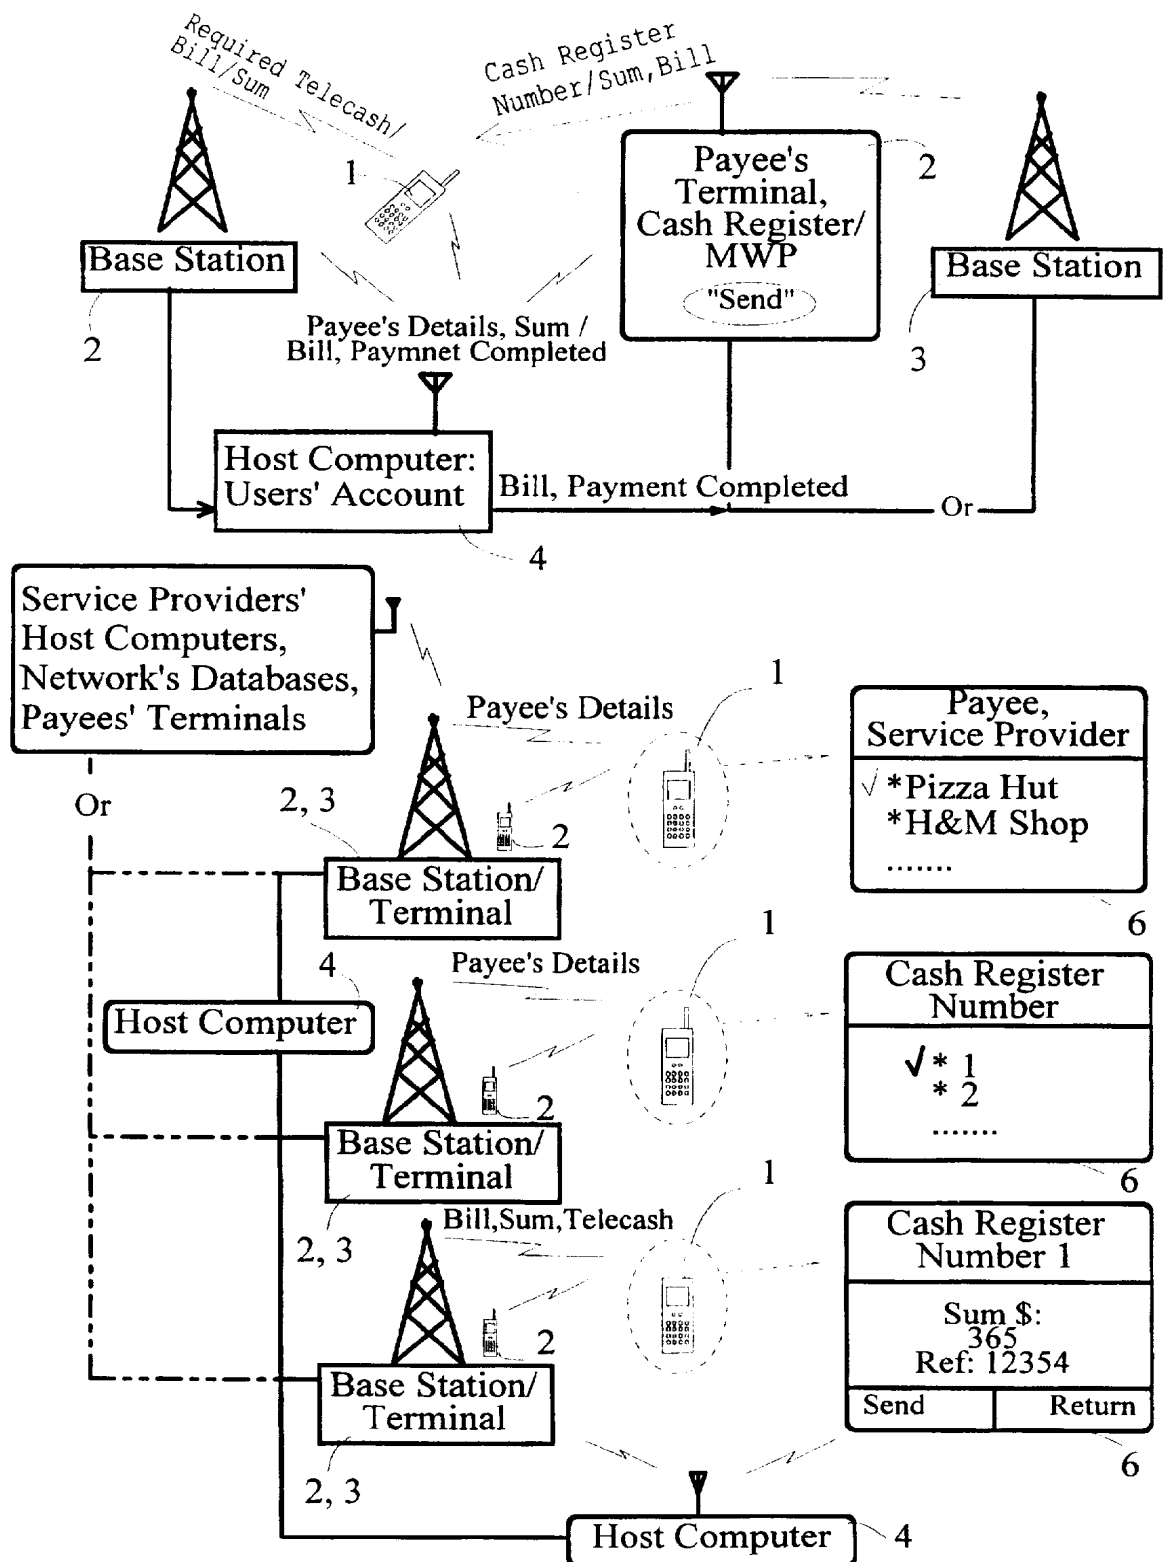 Required Telecash/
Bill/Sum
Cash Register
Number/Sum,Bill
1
Payee's
Terminal,
Cash Register/
MWP
"Send"
2
Base Station
2
Base Station
3
Payee's Details, Sum /
Bill, Paymnet Completed
Host Computer:
Users' Account
Bill, Payment Completed
Or
4
Service Providers'
Host Computers,
Network's Databases,
Payees' Terminals
Or
Payee's Details
1
Payee,
Service Provider
√ *Pizza Hut
*H&M Shop
.......
6
2, 3
2
Base Station/
Terminal
Payee's Details
1
4
Host Computer
Cash Register
Number
√ * 1
* 2
.......
6
2
Base Station/
Terminal
2, 3
Bill,Sum,Telecash
1
Cash Register
Number 1
Sum $:
365
Ref: 12354
Send
Return
6
2
Base Station/
Terminal
2, 3
Host Computer
4